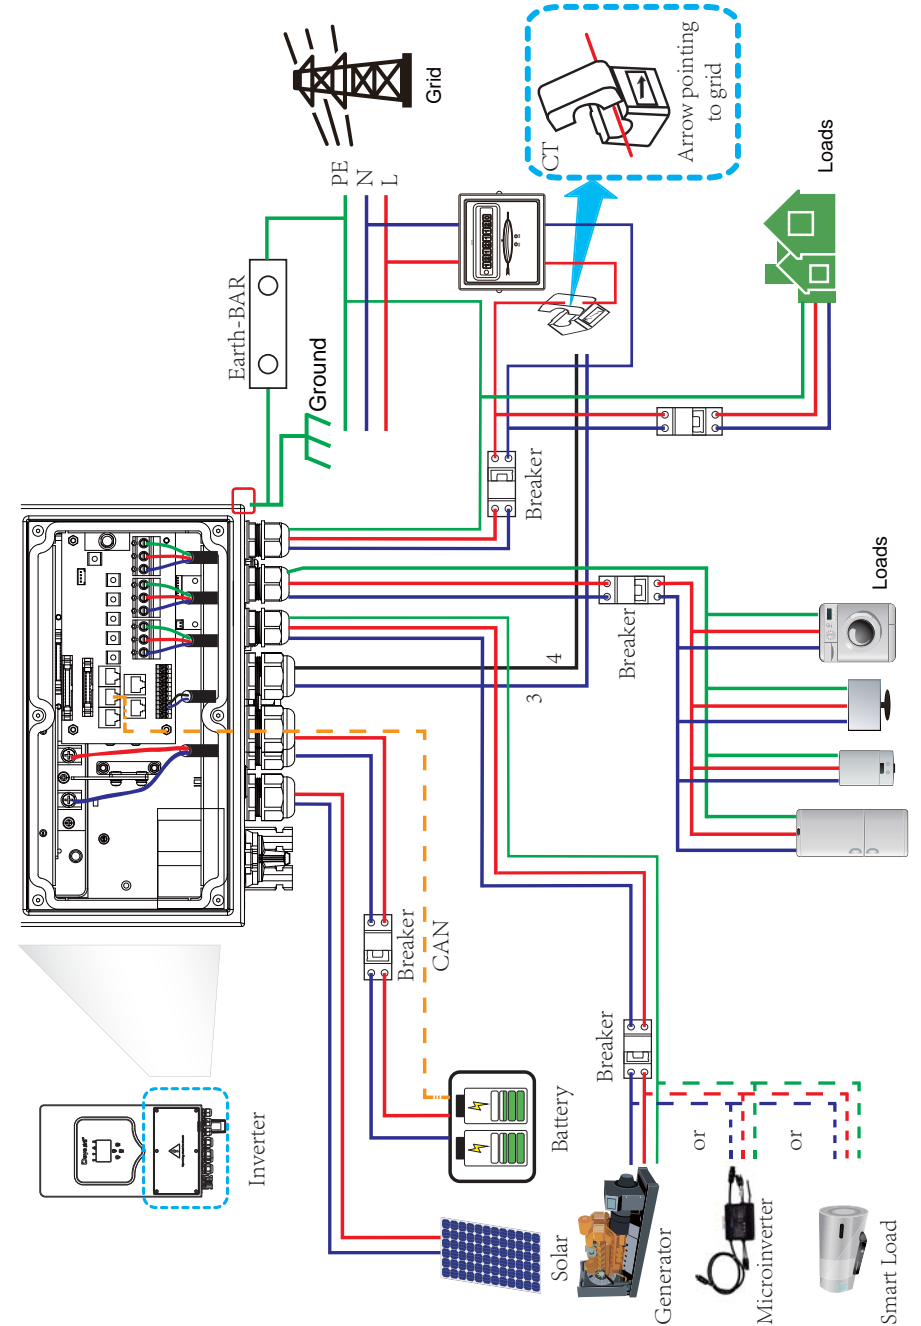 Inverter
Earth-BAR
Ground
PE
N
L
Grid
Breaker
CAN
Breaker
3
4
CT
Arrow pointing
to grid
Solar
Battery
Breaker
Breaker
Generator
or
Microinverter
or
Loads
Smart Load
Loads